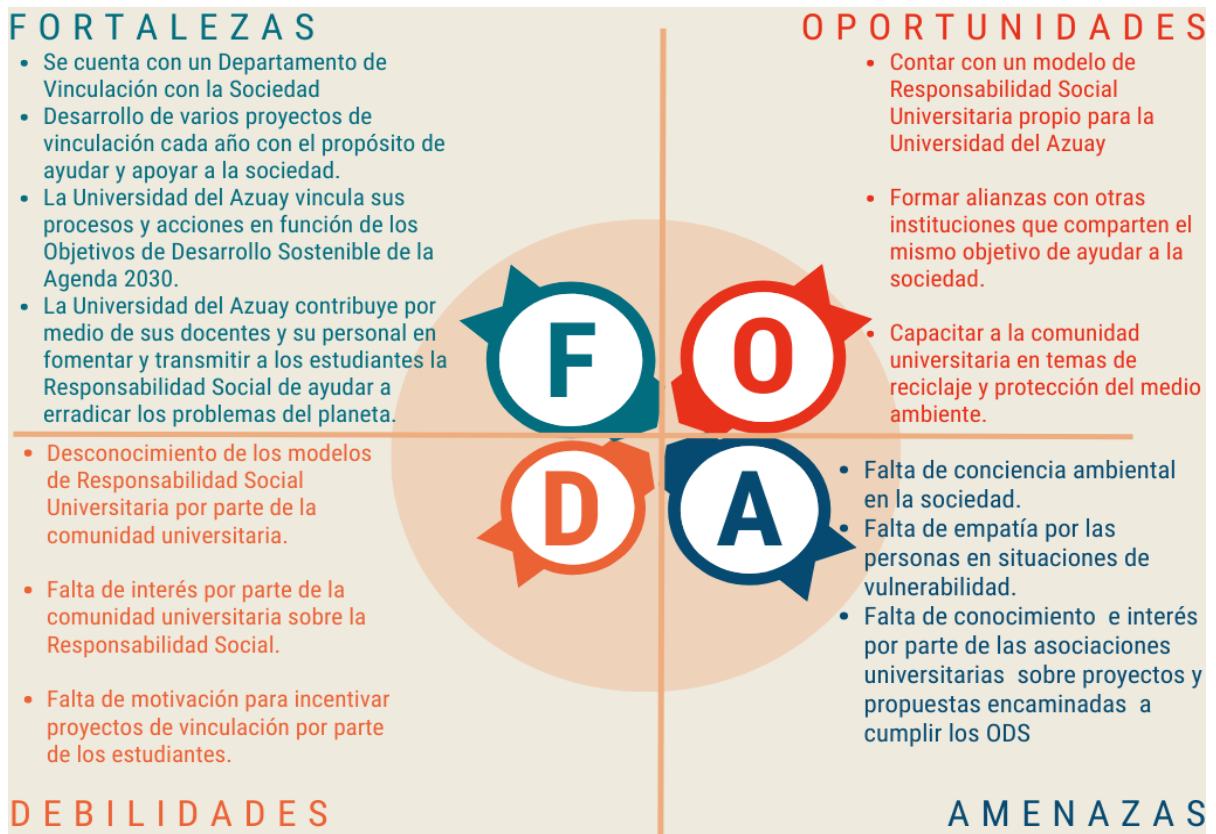 FORTALEZAS
• Se cuenta con un Departamento de
Vinculación con la Sociedad
• Desarrollo de varios proyectos de
vinculación cada año con el propósito de
ayudar y apoyar a la sociedad.
• La Universidad del Azuay vincula sus
procesos y acciones en función de los
Objetivos de Desarrollo Sostenible de la
Agenda 2030.
• La Universidad del Azuay contribuye por
medio de sus docentes y su personal en
fomentar y transmitir a los estudiantes la
Responsabilidad Social de ayudar a
erradicar los problemas del planeta.
OPORTUNIDADES
• Contar con un modelo de
Responsabilidad Social
Universitaria propio para la
Universidad del Azuay
• Formar alianzas con otras
instituciones que comparten el
mismo objetivo de ayudar a la
sociedad.
• Capacitar a la comunidad
universitaria en temas de
reciclaje y protección del medio
ambiente.
F
O
D
A
• Desconocimiento de los modelos
de Responsabilidad Social
Universitaria por parte de la
comunidad universitaria.
• Falta de interés por parte de la
comunidad universitaria sobre la
Responsabilidad Social.
• Falta de motivación para incentivar
proyectos de vinculación por parte
de los estudiantes.
DEBILIDADES
• Falta de conciencia ambiental
en la sociedad.
• Falta de empatía por las
personas en situaciones de
vulnerabilidad.
• Falta de conocimiento e interés
por parte de las asociaciones
universitarias sobre proyectos y
propuestas encaminadas a
cumplir los ODS
AMENAZAS